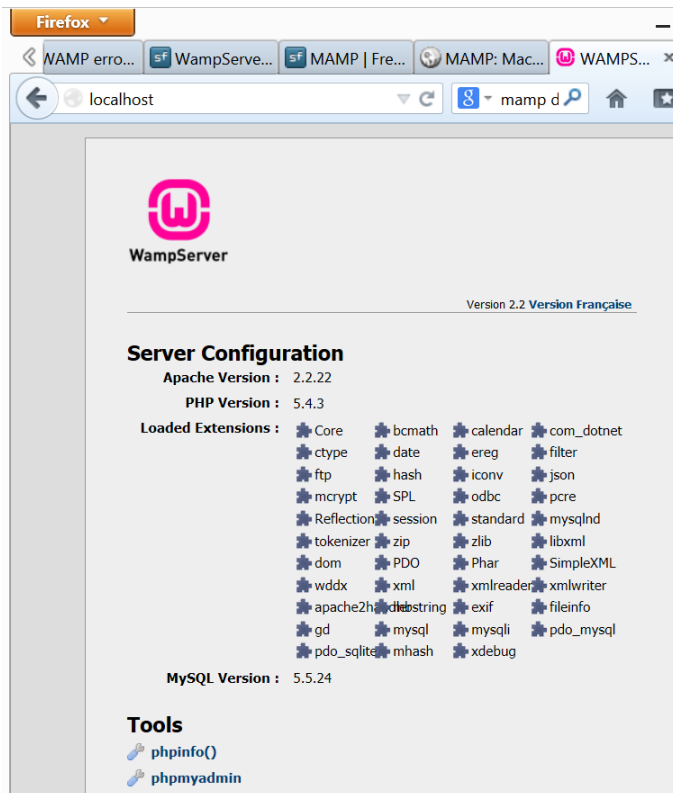 Firefox
WAMP erro... WampServe... MAMP | Fre... MAMP: Mac... WAMPS...
localhost mamp d
WampServer
Version 2.2 Version Française
Server Configuration
Apache Version : 2.2.22
PHP Version : 5.4.3
Loaded Extensions : Core bcmath calendar com_dotnet
ctype date ereg filter
ftp hash iconv json
mcrypt SPL odbc pcre
Reflection session standard mysqlnd
tokenizer zip zlib libxml
dom PDO Phar SimpleXML
wddx xml xmlreader xmlwriter
exif fileinfo
gd mysql mysqli pdo_mysql
pdo_sqlite mhash xdebug
MySQL Version : 5.5.24
Tools
phpinfo()
phpmyadmin